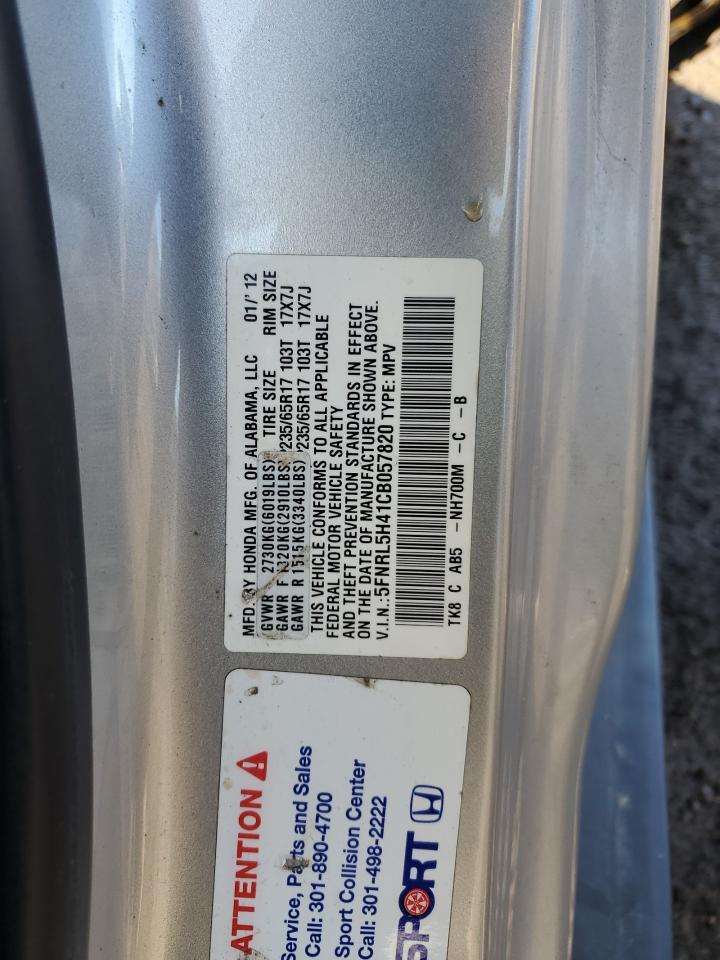 MFD. BY HONDA MFG. OF ALABAMA, LLC 01/'12
GVWR 2730KG(6019LBS) TIRE SIZE RIM SIZE
GAWR F 1320KG(2910LBS) P235/65R17 103T 17X7J
GAWR R 1515KG(3340LBS) P235/65R17 103T 17X7J
THIS VEHICLE CONFORMS TO ALL APPLICABLE
FEDERAL MOTOR VEHICLE SAFETY
AND THEFT PREVENTION STANDARDS IN EFFECT
ON THE DATE OF MANUFACTURE SHOWN ABOVE.
V.I.N.:5FNRL5H41CB057820 TYPE: MPV
TK8 C AB5 -NH700M -C -B
ATTENTION
Service, Parts and Sales
Call: 301-890-4700
Sport Collision Center
Call: 301-498-2222
SPORT